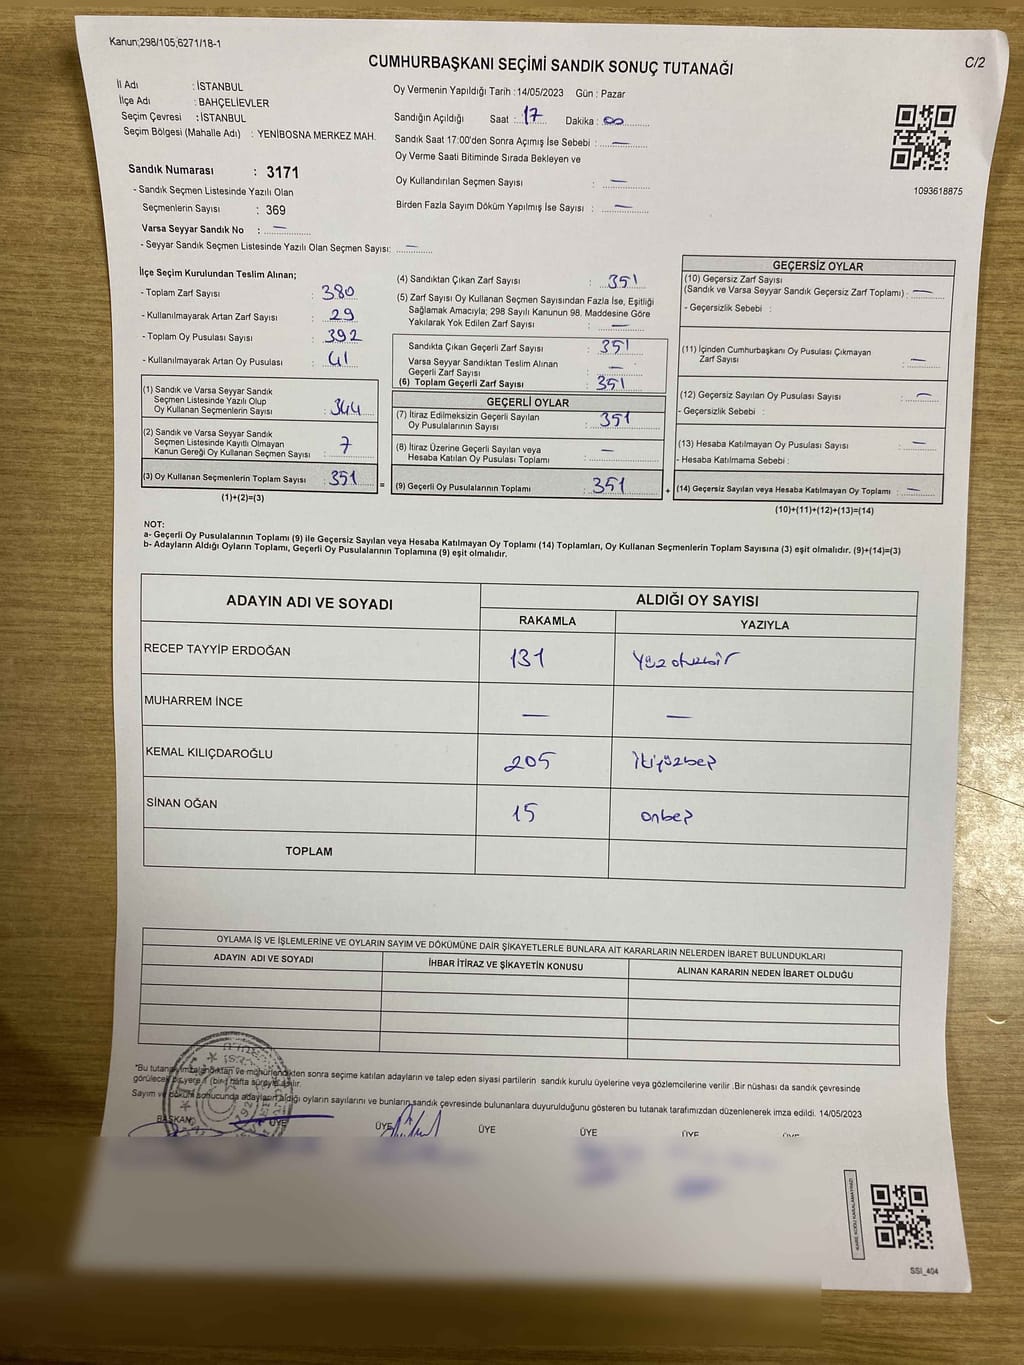 Kanun;298/105;6271/18-1
C/2
CUMHURBAŞKANI SEÇİMİ SANDIK SONUÇ TUTANAĞI
İl Adı : İSTANBUL
İlçe Adı : BAHÇELİEVLER
Seçim Çevresi : İSTANBUL
Seçim Bölgesi (Mahalle Adı) : YENİBOSNA MERKEZ MAH.
Oy Vermenin Yapıldığı Tarih : 14/05/2023 Gün : Pazar
Sandığın Açıldığı Saat : 17 Dakika : 00
Sandık Saat 17:00'den Sonra Açımış İse Sebebi : —
Oy Verme Saati Bitiminde Sırada Bekleyen ve
Oy Kullandırılan Seçmen Sayısı : —
Birden Fazla Sayım Döküm Yapılmış İse Sayısı : —
1093618875
Sandık Numarası : 3171
- Sandık Seçmen Listesinde Yazılı Olan
Seçmenlerin Sayısı : 369
Varsa Seyyar Sandık No : —
- Seyyar Sandık Seçmen Listesinde Yazılı Olan Seçmen Sayısı: —
İlçe Seçim Kurulundan Teslim Alınan;
- Toplam Zarf Sayısı : 380
- Kullanılmayarak Artan Zarf Sayısı : 29
- Toplam Oy Pusulası Sayısı : 392
- Kullanılmayarak Artan Oy Pusulası : 41
(1) Sandık ve Varsa Seyyar Sandık
Seçmen Listesinde Yazılı Olup
Oy Kullanan Seçmenlerin Sayısı : 344
(2) Sandık ve Varsa Seyyar Sandık
Seçmen Listesinde Kayıtlı Olmayan
Kanun Gereği Oy Kullanan Seçmen Sayısı : 7
(3) Oy Kullanan Seçmenlerin Toplam Sayısı : 351
(1)+(2)=(3)
(4) Sandıktan Çıkan Zarf Sayısı : 351
(5) Zarf Sayısı Oy Kullanan Seçmen Sayısından Fazla İse, Eşitliği
Sağlamak Amacıyla; 298 Sayılı Kanunun 98. Maddesine Göre
Yakılarak Yok Edilen Zarf Sayısı : —
Sandıkta Çıkan Geçerli Zarf Sayısı : 351
Varsa Seyyar Sandıktan Teslim Alınan
Geçerli Zarf Sayısı : —
(6) Toplam Geçerli Zarf Sayısı : 351
GEÇERLİ OYLAR
(7) İtiraz Edilmeksizin Geçerli Sayılan
Oy Pusulalarının Sayısı : 351
(8) İtiraz Üzerine Geçerli Sayılan veya
Hesaba Katılan Oy Pusulası Toplamı : —
= (9) Geçerli Oy Pusulalarının Toplamı : 351 +
GEÇERSİZ OYLAR
(10) Geçersiz Zarf Sayısı
(Sandık ve Varsa Seyyar Sandık Geçersiz Zarf Toplamı) : —
- Geçersizlik Sebebi :
(11) İçinden Cumhurbaşkanı Oy Pusulası Çıkmayan
Zarf Sayısı : —
(12) Geçersiz Sayılan Oy Pusulası Sayısı : —
- Geçersizlik Sebebi :
(13) Hesaba Katılmayan Oy Pusulası Sayısı : —
- Hesaba Katılmama Sebebi :
(14) Geçersiz Sayılan veya Hesaba Katılmayan Oy Toplamı : —
(10)+(11)+(12)+(13)=(14)
NOT:
a- Geçerli Oy Pusulalarının Toplamı (9) ile Geçersiz Sayılan veya Hesaba Katılmayan Oy Toplamı (14) Toplamları, Oy Kullanan Seçmenlerin Toplam Sayısına (3) eşit olmalıdır. (9)+(14)=(3)
b- Adayların Aldığı Oyların Toplamı, Geçerli Oy Pusulalarının Toplamına (9) eşit olmalıdır.
ADAYIN ADI VE SOYADI
ALDIĞI OY SAYISI
RAKAMLA YAZIYLA
RECEP TAYYİP ERDOĞAN 131 Yüzotuzbir
MUHARREM İNCE — —
KEMAL KILIÇDAROĞLU 205 İkiyüzbeş
SİNAN OĞAN 15 onbeş
TOPLAM
OYLAMA İŞ VE İŞLEMLERİNE VE OYLARIN SAYIM VE DÖKÜMÜNE DAİR ŞİKAYETLERLE BUNLARA AİT KARARLARIN NELERDEN İBARET BULUNDUKLARI
ADAYIN ADI VE SOYADI İHBAR İTİRAZ VE ŞİKAYETİN KONUSU ALINAN KARARIN NEDEN İBARET OLDUĞU
*Bu tutanak imzalandıktan ve mühürlendikten sonra seçime katılan adayların ve talep eden siyasi partilerin sandık kurulu üyelerine veya gözlemcilerine verilir .Bir nüshası da sandık çevresinde
görülecek bir yere 1 (bir) hafta süreyle asılır.
Sayım ve döküm sonucunda adayların aldığı oyların sayılarını ve bunların sandık çevresinde bulunanlara duyurulduğunu gösteren bu tutanak tarafımızdan düzenlenerek imza edildi. 14/05/2023
BAŞKAN ÜYE ÜYE ÜYE ÜYE ÜYE ÜYE
SSI_404